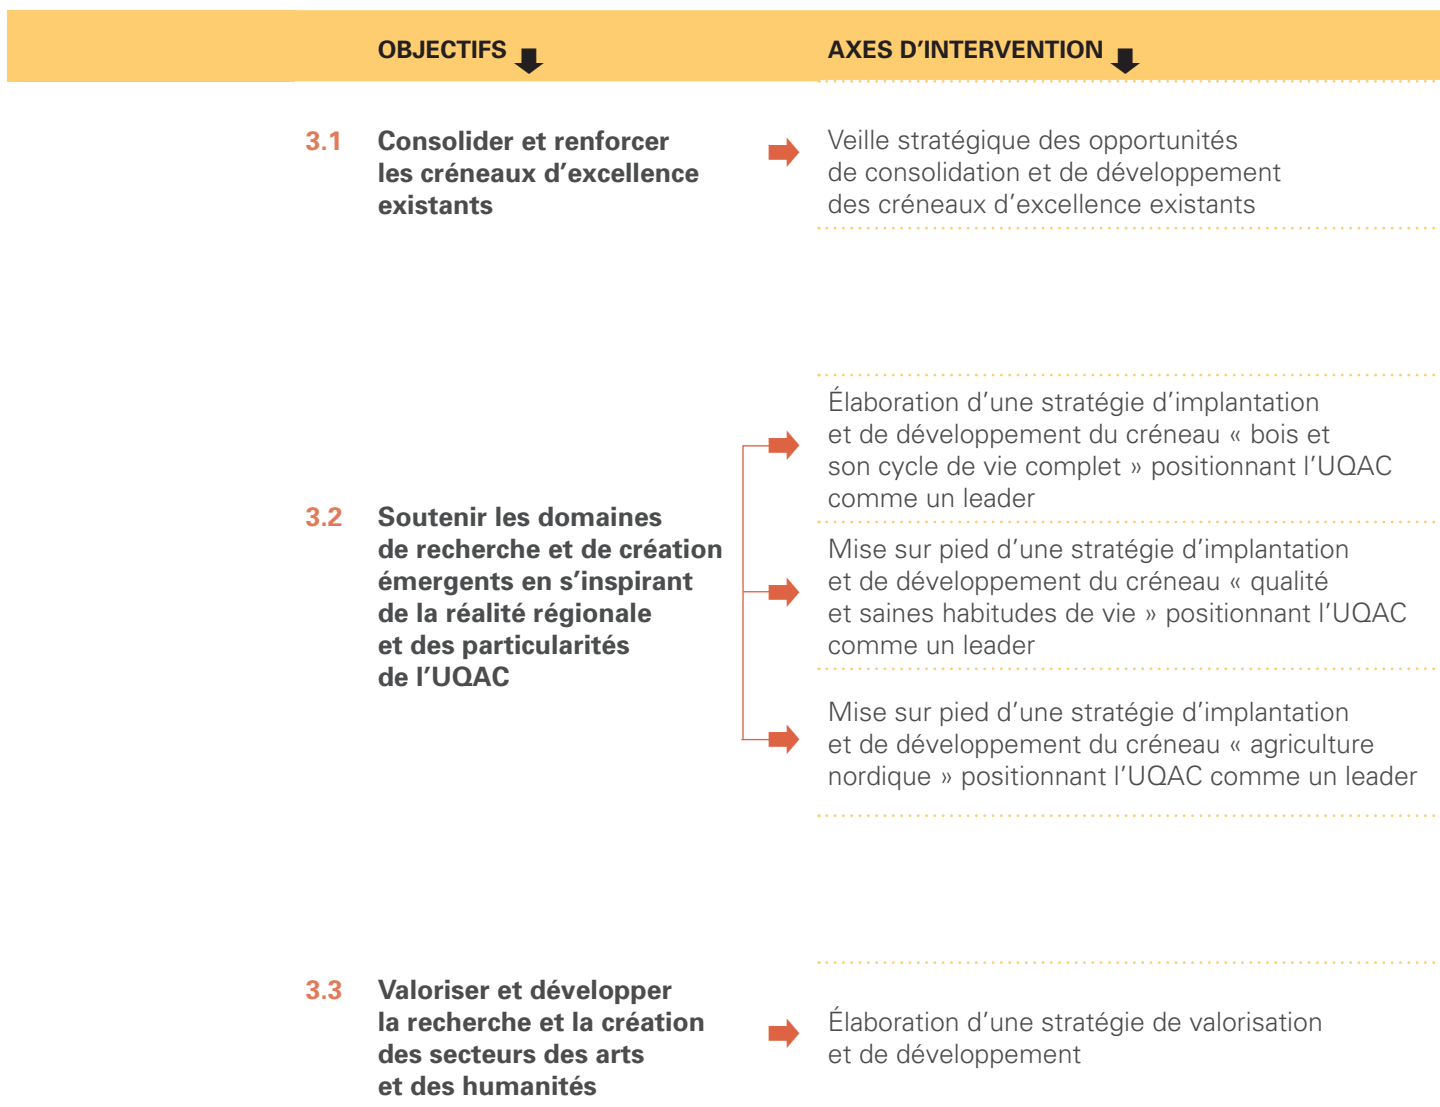 OBJECTIFS
AXES D’INTERVENTION
3.1 Consolider et renforcer
les créneaux d’excellence
existants
Veille stratégique des opportunités
de consolidation et de développement
des créneaux d’excellence existants
3.2 Soutenir les domaines
de recherche et de création
émergents en s’inspirant
de la réalité régionale
et des particularités
de l’UQAC
Élaboration d’une stratégie d’implantation
et de développement du créneau « bois et
son cycle de vie complet » positionnant l’UQAC
comme un leader
Mise sur pied d’une stratégie d’implantation
et de développement du créneau « qualité
et saines habitudes de vie » positionnant l’UQAC
comme un leader
Mise sur pied d’une stratégie d’implantation
et de développement du créneau « agriculture
nordique » positionnant l’UQAC comme un leader
3.3 Valoriser et développer
la recherche et la création
des secteurs des arts
et des humanités
Élaboration d’une stratégie de valorisation
et de développement